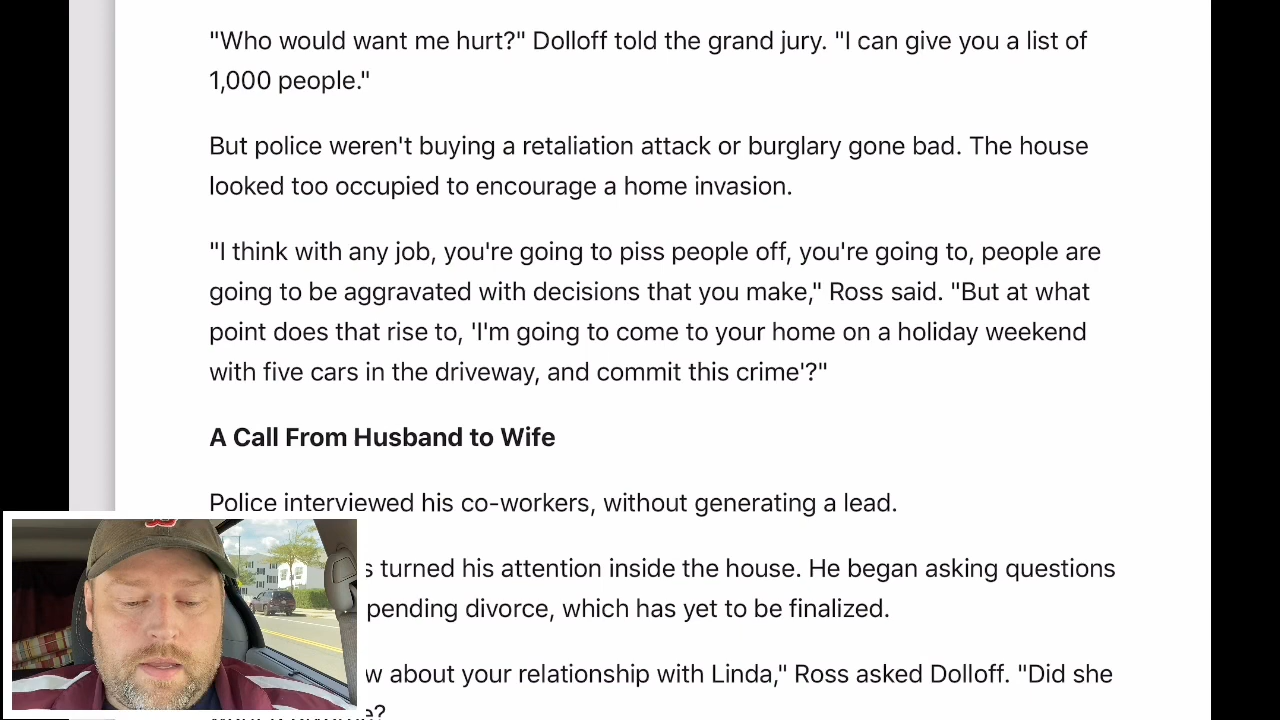 "Who would want me hurt?" Dolloff told the grand jury. "I can give you a list of
1,000 people."
But police weren't buying a retaliation attack or burglary gone bad. The house
looked too occupied to encourage a home invasion.
"I think with any job, you're going to piss people off, you're going to, people are
going to be aggravated with decisions that you make," Ross said. "But at what
point does that rise to, 'I'm going to come to your home on a holiday weekend
with five cars in the driveway, and commit this crime'?"
A Call From Husband to Wife
Police interviewed his co-workers, without generating a lead.
s turned his attention inside the house. He began asking questions
pending divorce, which has yet to be finalized.
w about your relationship with Linda," Ross asked Dolloff. "Did she